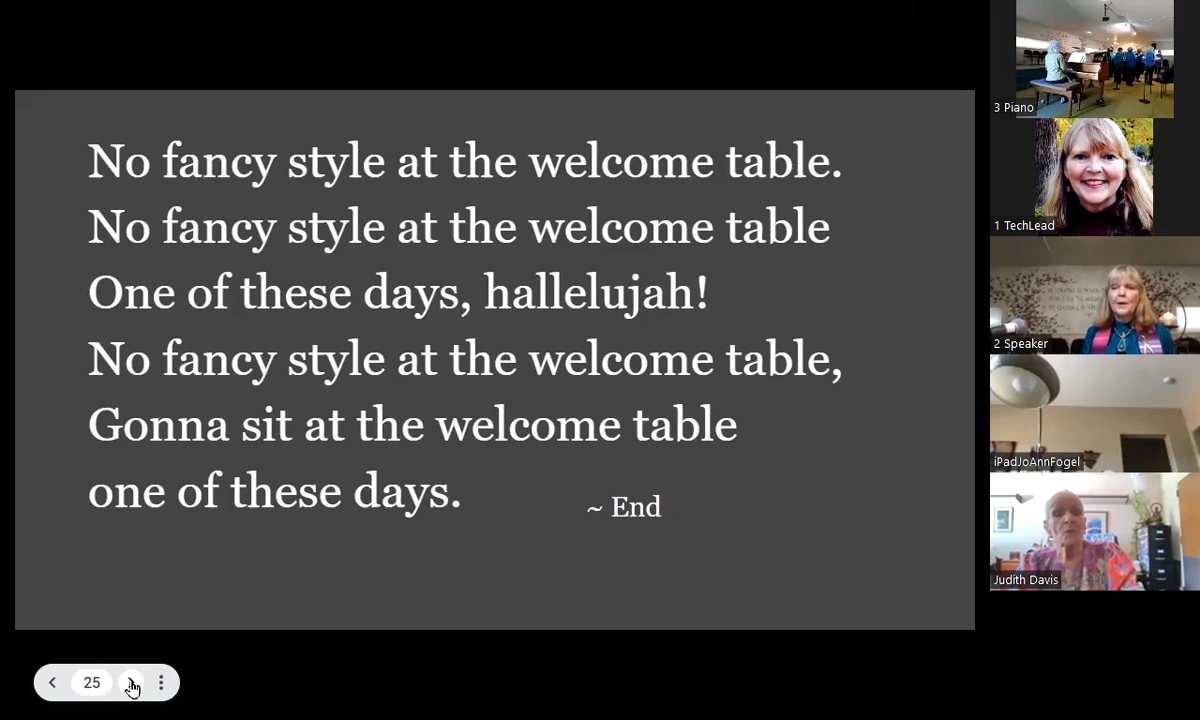 No fancy style at the welcome table.
No fancy style at the welcome table
One of these days, hallelujah!
No fancy style at the welcome table,
Gonna sit at the welcome table
one of these days.
~ End
25
3 Piano
1 TechLead
2 Speaker
iPadJoAnnFogel
Judith Davis